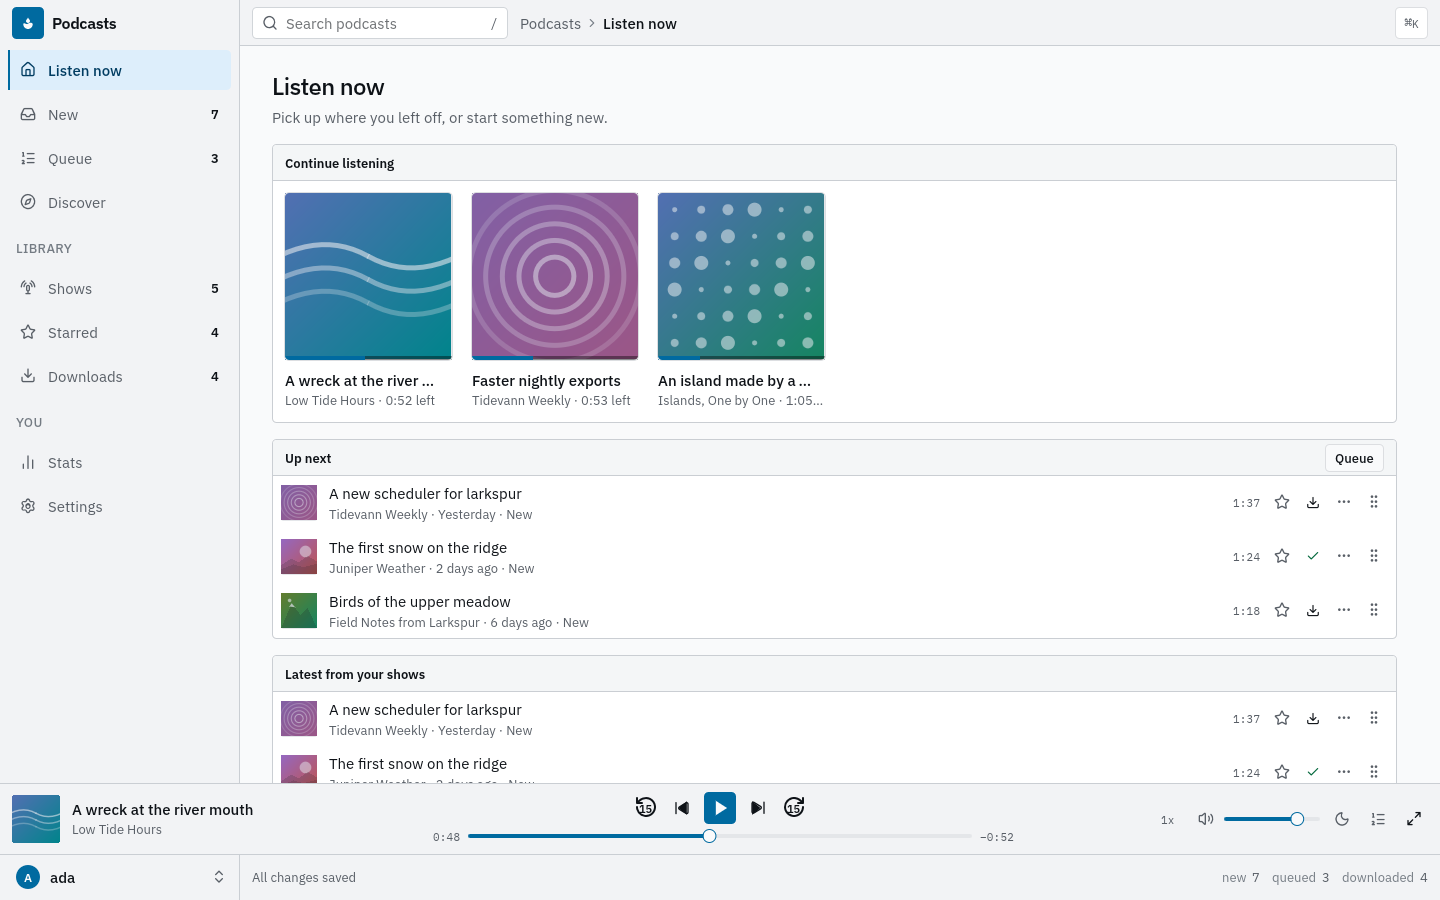 Podcasts
Search podcasts /
Podcasts > Listen now
⌘K
Listen now
New 7
Queue 3
Discover
LIBRARY
Shows 5
Starred 4
Downloads 4
YOU
Stats
Settings
Listen now
Pick up where you left off, or start something new.
Continue listening
A wreck at the river ...
Low Tide Hours · 0:52 left
Faster nightly exports
Tidevann Weekly · 0:53 left
An island made by a ...
Islands, One by One · 1:05...
Up next
Queue
A new scheduler for larkspur
Tidevann Weekly · Yesterday · New
1:37
The first snow on the ridge
Juniper Weather · 2 days ago · New
1:24
Birds of the upper meadow
Field Notes from Larkspur · 6 days ago · New
1:18
Latest from your shows
A new scheduler for larkspur
Tidevann Weekly · Yesterday · New
1:37
The first snow on the ridge
Juniper Weather · 2 days ago · New
1:24
A wreck at the river mouth
Low Tide Hours
15
15
0:48
−0:52
1x
A ada
All changes saved
new 7 queued 3 downloaded 4